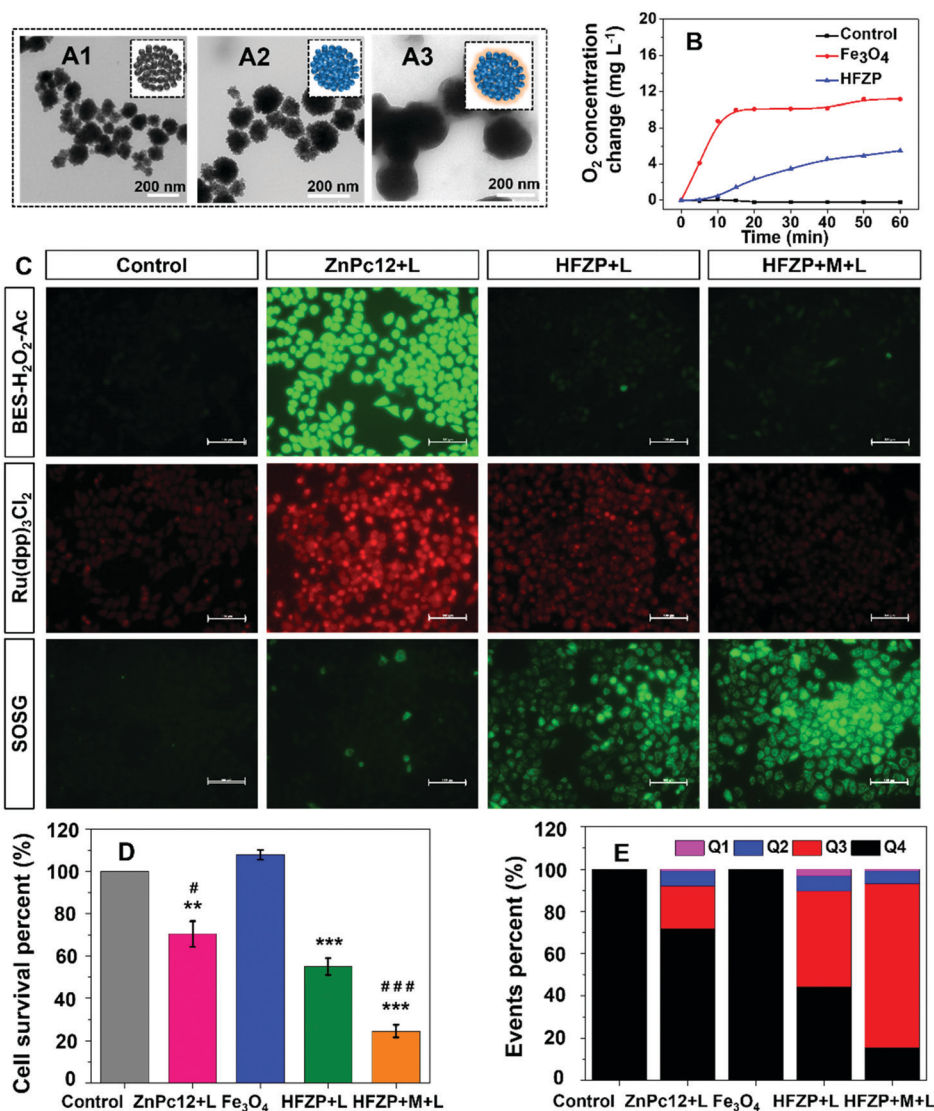 A1
A2
A3
200 nm
200 nm
200 nm
B
Control
Fe₃O₄
HFZP
O₂ concentration
change (mg L⁻¹)
20
16
12
8
4
0
0 10 20 30 40 50 60
Time (min)
C
Control
ZnPc12+L
HFZP+L
HFZP+M+L
BES-H₂O₂-Ac
Ru(dpp)₃Cl₂
SOSG
D
Cell survival percent (%)
120
100
80
60
40
20
0
#
**
***
###
***
Control ZnPc12+L Fe₃O₄ HFZP+L HFZP+M+L
E
Q1 Q2 Q3 Q4
Events percent (%)
120
100
80
60
40
20
0
Control ZnPc12+L Fe₃O₄ HFZP+L HFZP+M+L